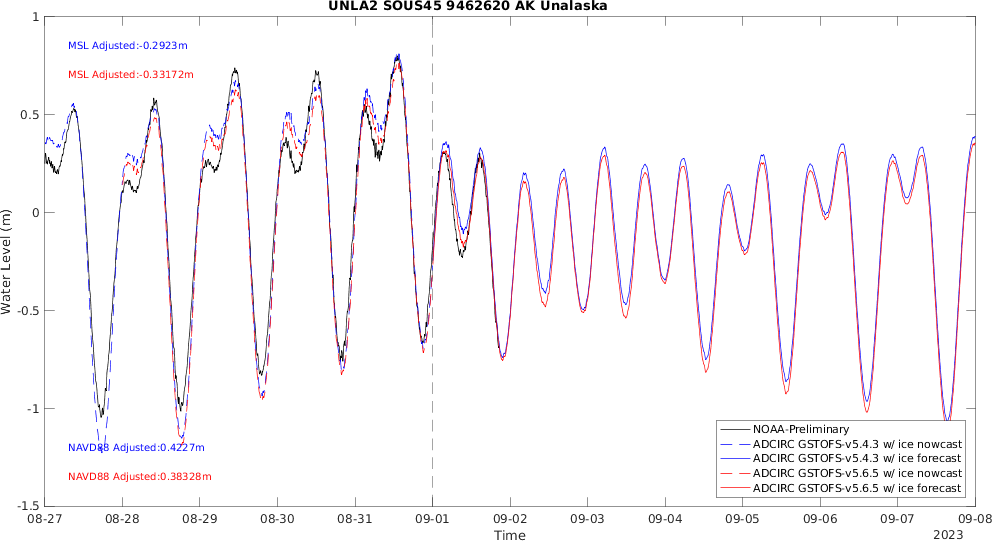 UNLA2 SOUS45 9462620 AK Unalaska
1
0.5
0
-0.5
-1
-1.5
Water Level (m)
MSL Adjusted:-0.2923m
MSL Adjusted:-0.33172m
NAVD88 Adjusted:0.4227m
NAVD88 Adjusted:0.38328m
NOAA-Preliminary
ADCIRC GSTOFS-v5.4.3 w/ ice nowcast
ADCIRC GSTOFS-v5.4.3 w/ ice forecast
ADCIRC GSTOFS-v5.6.5 w/ ice nowcast
ADCIRC GSTOFS-v5.6.5 w/ ice forecast
08-27 08-28 08-29 08-30 08-31 09-01 09-02 09-03 09-04 09-05 09-06 09-07 09-08
Time
2023